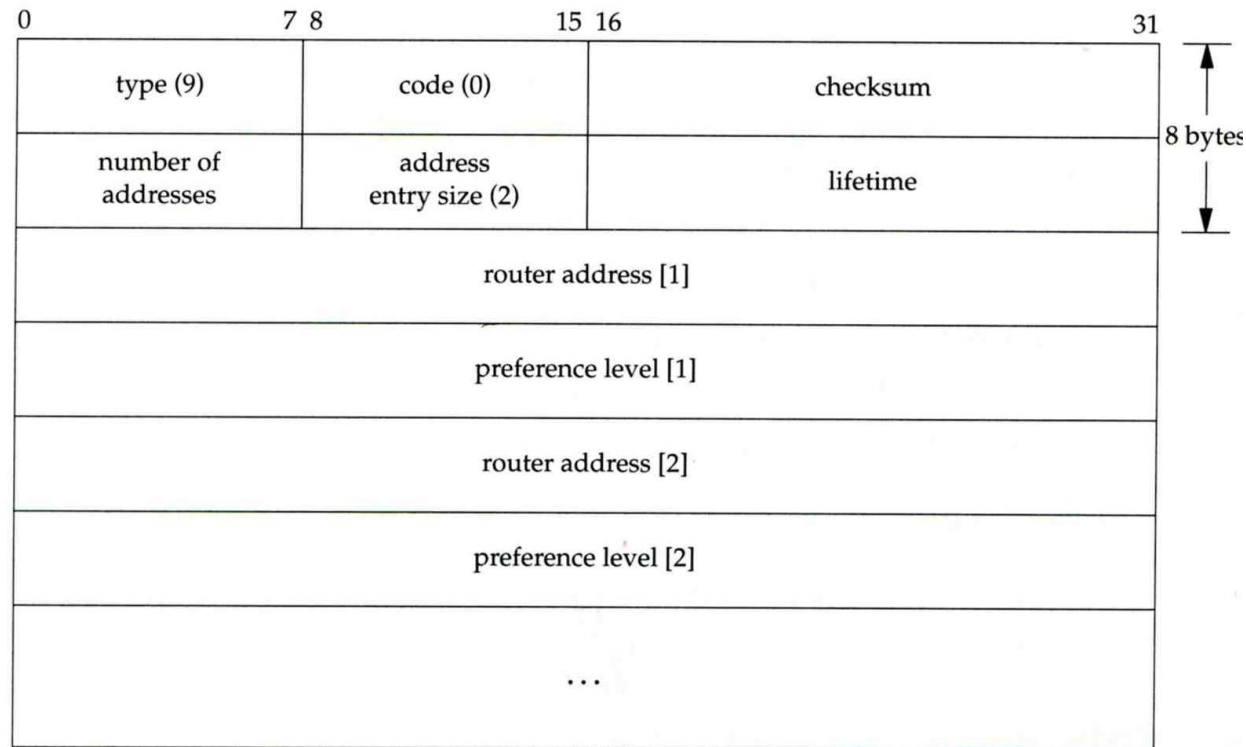 0 7 8 15 16 31
type (9) code (0) checksum
8 bytes
number of address lifetime
addresses entry size (2)
router address [1]
preference level [1]
router address [2]
preference level [2]
...